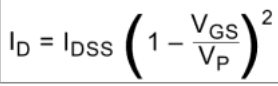 I_D = I_DSS (1 − V_GS/V_P)²